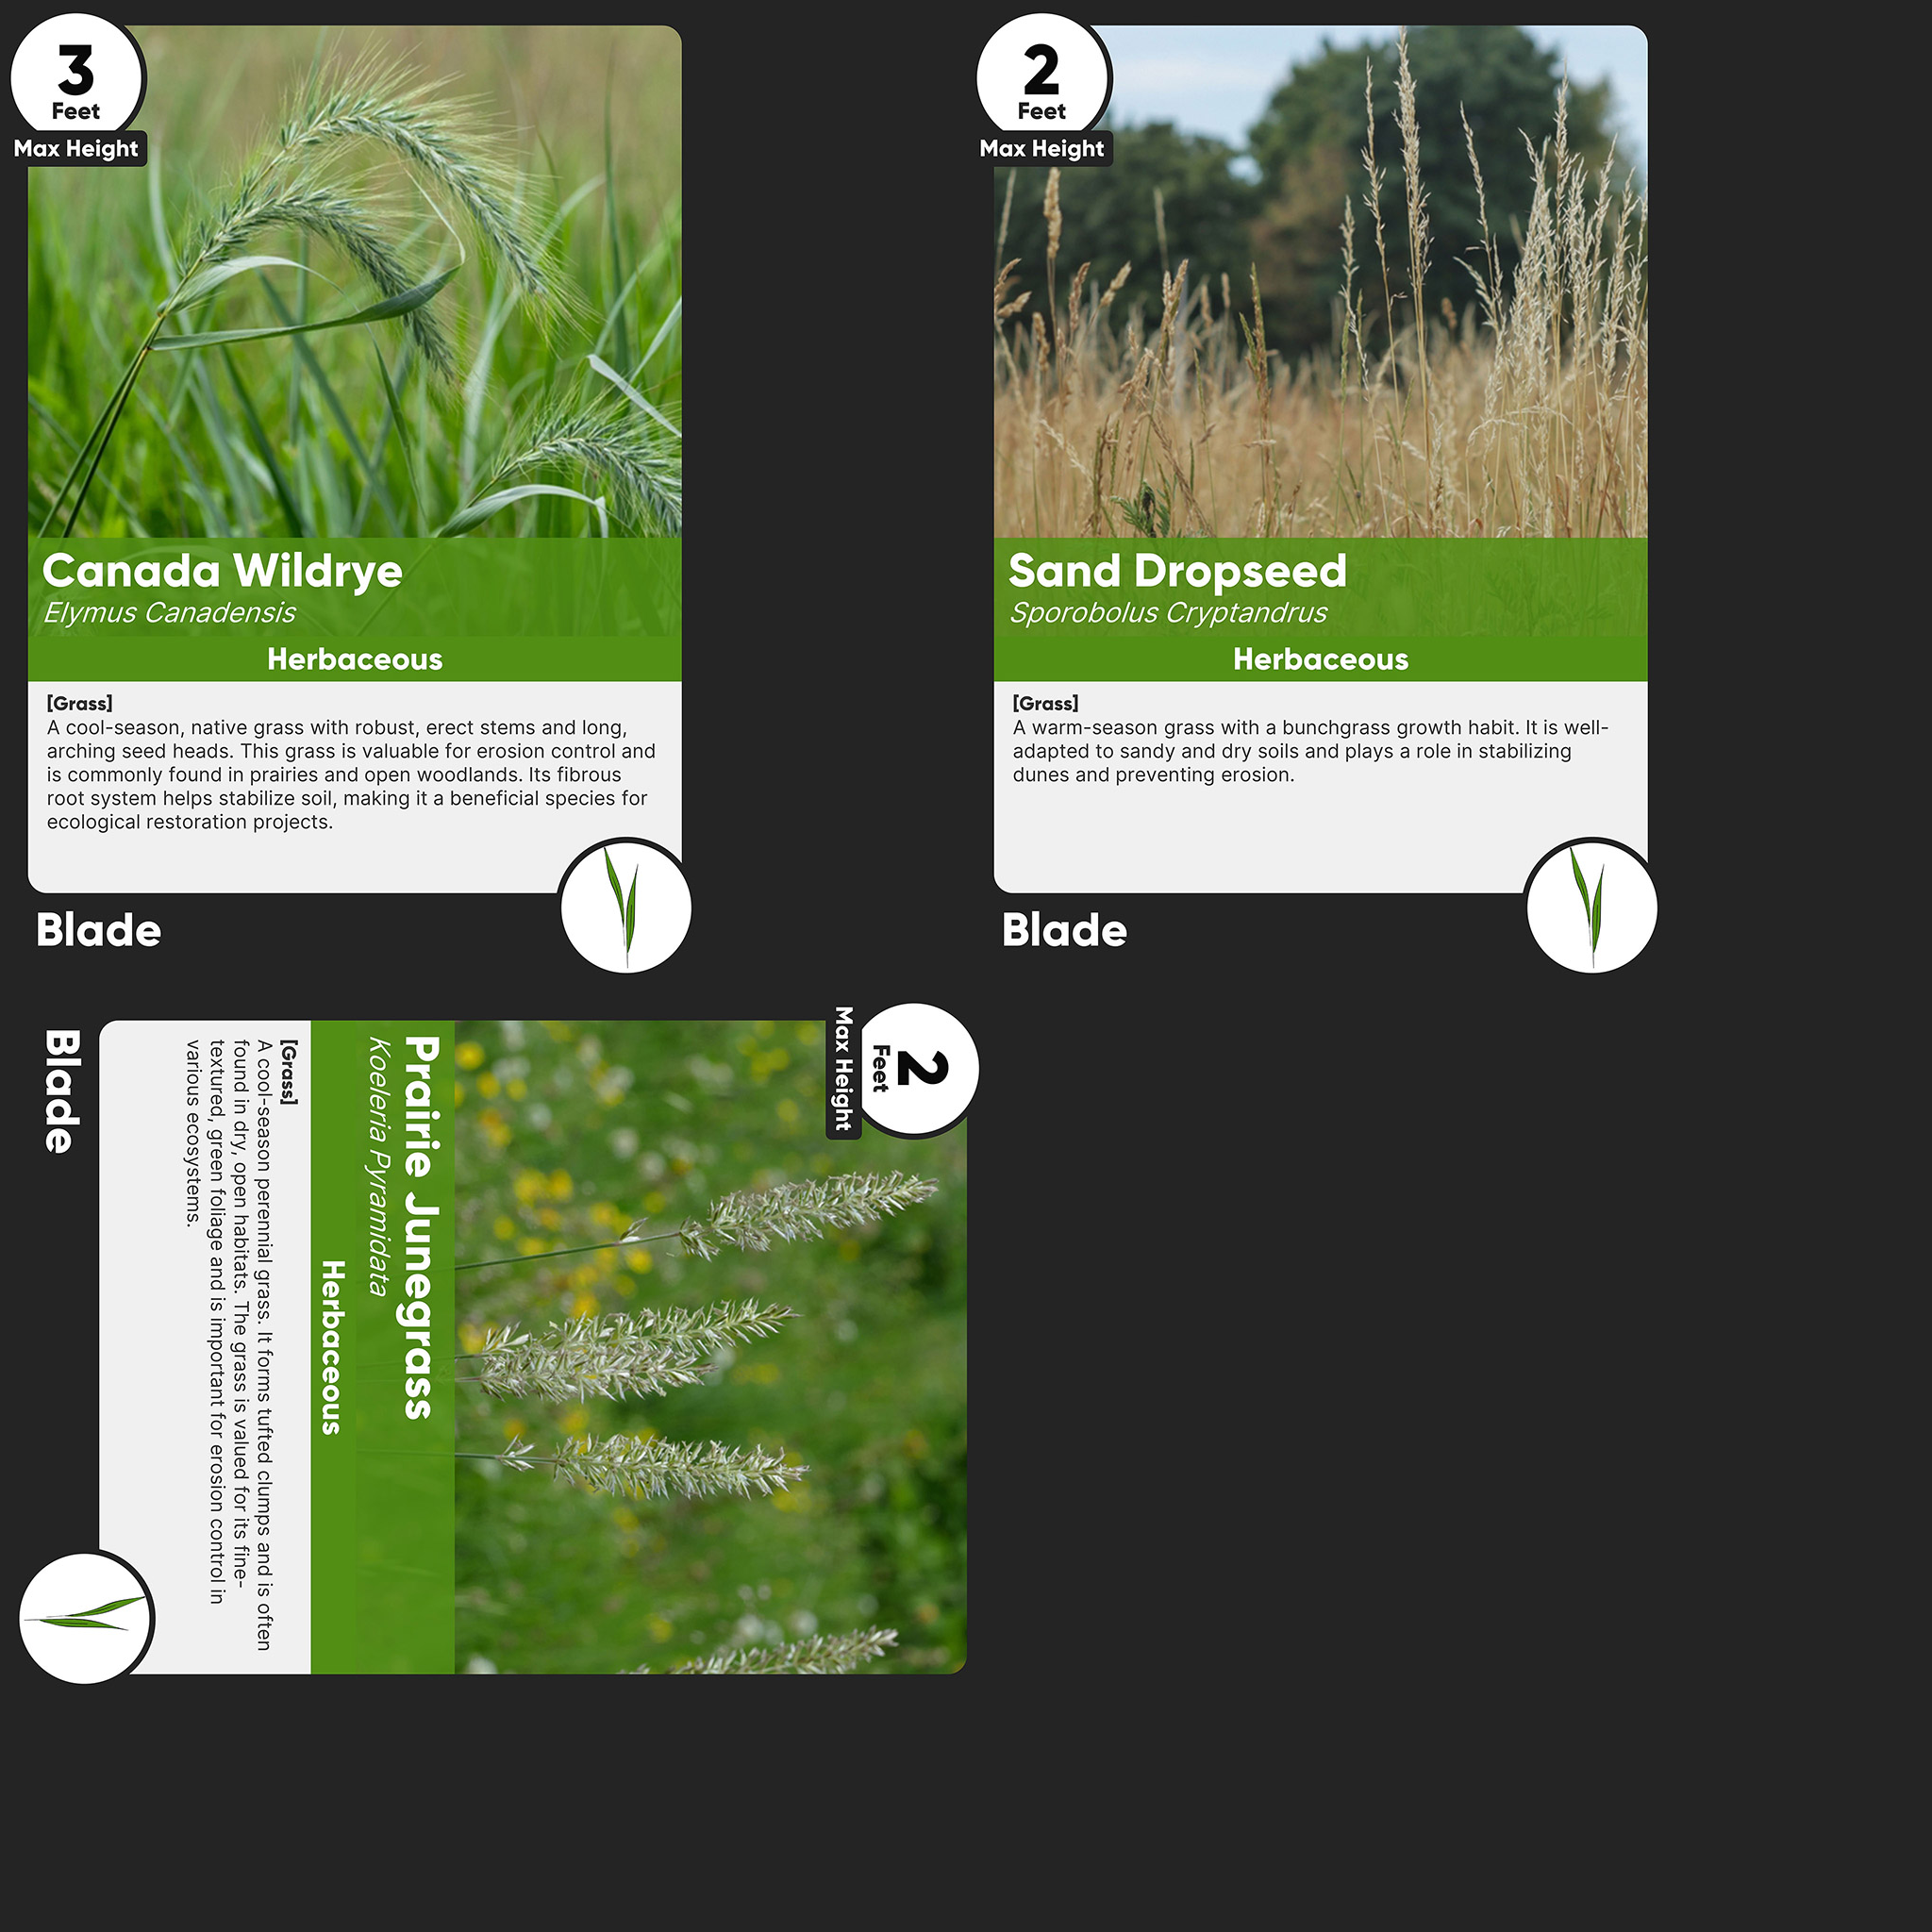 3
Feet
Max Height
Canada Wildrye
Elymus Canadensis
Herbaceous
[Grass]
A cool-season, native grass with robust, erect stems and long,
arching seed heads. This grass is valuable for erosion control and
is commonly found in prairies and open woodlands. Its fibrous
root system helps stabilize soil, making it a beneficial species for
ecological restoration projects.
Blade
2
Feet
Max Height
Sand Dropseed
Sporobolus Cryptandrus
Herbaceous
[Grass]
A warm-season grass with a bunchgrass growth habit. It is well-
adapted to sandy and dry soils and plays a role in stabilizing
dunes and preventing erosion.
Blade
2
Feet
Max Height
Prairie Junegrass
Koeleria Pyramidata
Herbaceous
[Grass]
A cool-season perennial grass. It forms tufted clumps and is often
found in dry, open habitats. The grass is valued for its fine-
textured, green foliage and is important for erosion control in
various ecosystems.
Blade